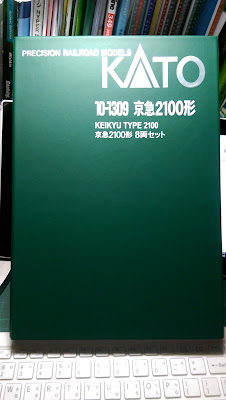 PRECISION RAILROAD MODELS
KATO
10-1309 京急2100形
KEIKYU TYPE 2100
京急2100形 8両セット